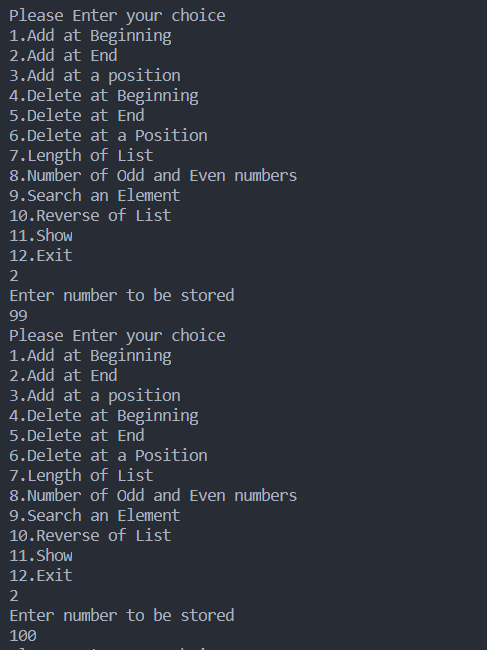 Please Enter your choice
1.Add at Beginning
2.Add at End
3.Add at a position
4.Delete at Beginning
5.Delete at End
6.Delete at a Position
7.Length of List
8.Number of Odd and Even numbers
9.Search an Element
10.Reverse of List
11.Show
12.Exit
2
Enter number to be stored
99
Please Enter your choice
1.Add at Beginning
2.Add at End
3.Add at a position
4.Delete at Beginning
5.Delete at End
6.Delete at a Position
7.Length of List
8.Number of Odd and Even numbers
9.Search an Element
10.Reverse of List
11.Show
12.Exit
2
Enter number to be stored
100